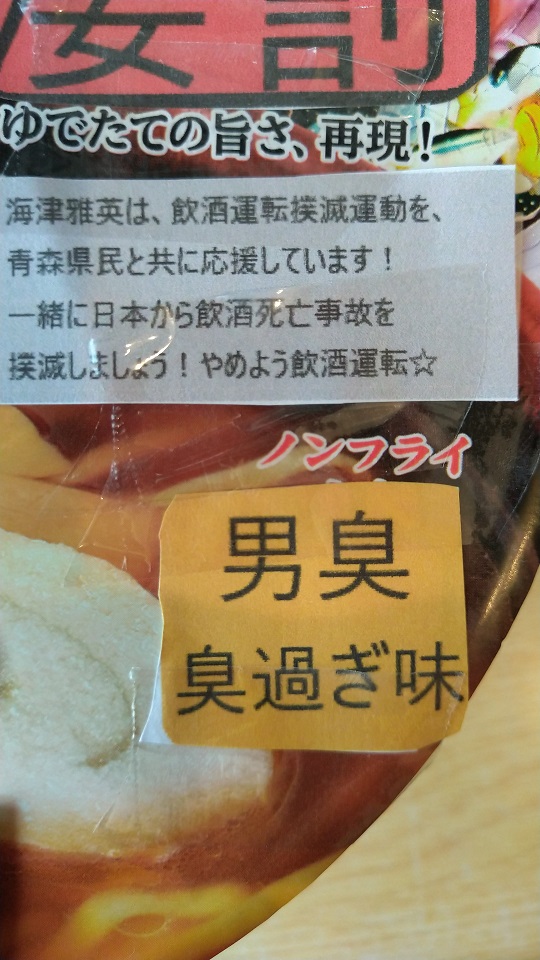 割
ゆでたての旨さ、再現！
海津雅英は、飲酒運転撲滅運動を、
青森県民と共に応援しています！
一緒に日本から飲酒死亡事故を
撲滅しましょう！やめよう飲酒運転☆
ノンフライ
男臭
臭過ぎ味